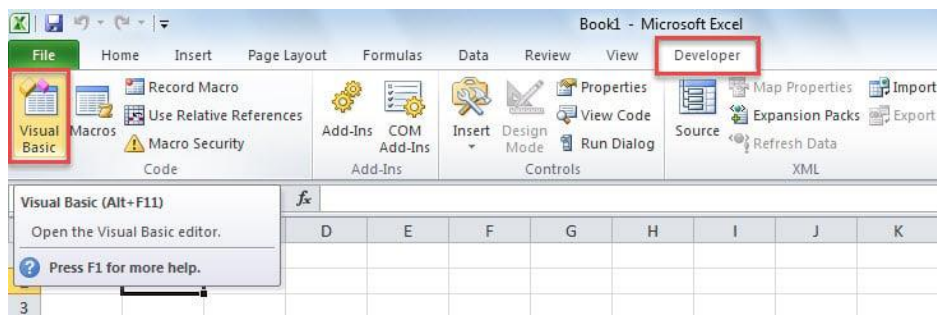 Book1 - Microsoft Excel
File Home Insert Page Layout Formulas Data Review View Developer
Visual Basic
Macros
Record Macro
Use Relative References
Macro Security
Code
Add-Ins
COM Add-Ins
Add-Ins
Insert
Design Mode
Properties
View Code
Run Dialog
Controls
Source
Map Properties
Expansion Packs
Refresh Data
Import
Export
XML
fx
Visual Basic (Alt+F11)
Open the Visual Basic editor.
Press F1 for more help.
D E F G H I J K
3